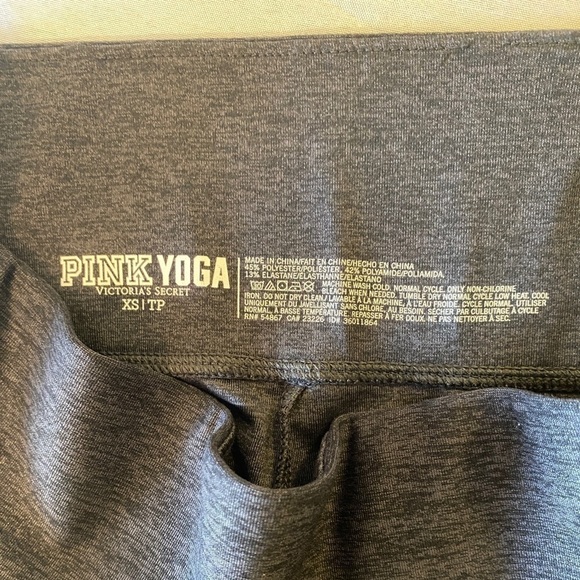 PINK YOGA
VICTORIA'S SECRET
XS | TP
MADE IN CHINA/FAIT EN CHINE/HECHO EN CHINA
45% POLYESTER/POLIÉSTER, 42% POLYAMIDE/POLIAMIDA.
13% ELASTANE/ELASTHANNE/ELASTANO
MACHINE WASH COLD. NORMAL CYCLE. ONLY NON-CHLORINE
BLEACH WHEN NEEDED. TUMBLE DRY NORMAL CYCLE LOW HEAT. COOL
IRON. DO NOT DRY CLEAN / LAVABLE À LA MACHINE, À L'EAU FROIDE. CYCLE NORMAL. UTILISER
UNIQUEMENT DU JAVELLISANT SANS CHLORE, AU BESOIN. SÉCHER PAR CULBUTAGE À CYCLE
NORMAL, À BASSE TEMPÉRATURE. REPASSER À FER DOUX. NE PAS NETTOYER À SEC.
RN# 54867 CA# 23226 ID# 36011864